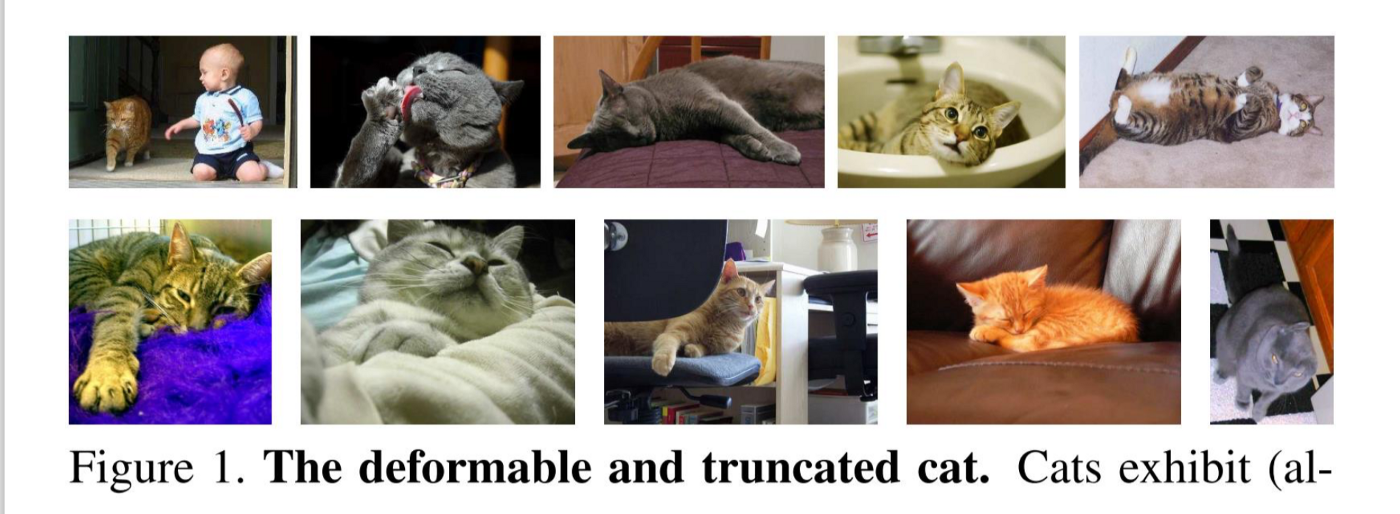 Figure 1. The deformable and truncated cat. Cats exhibit (al-